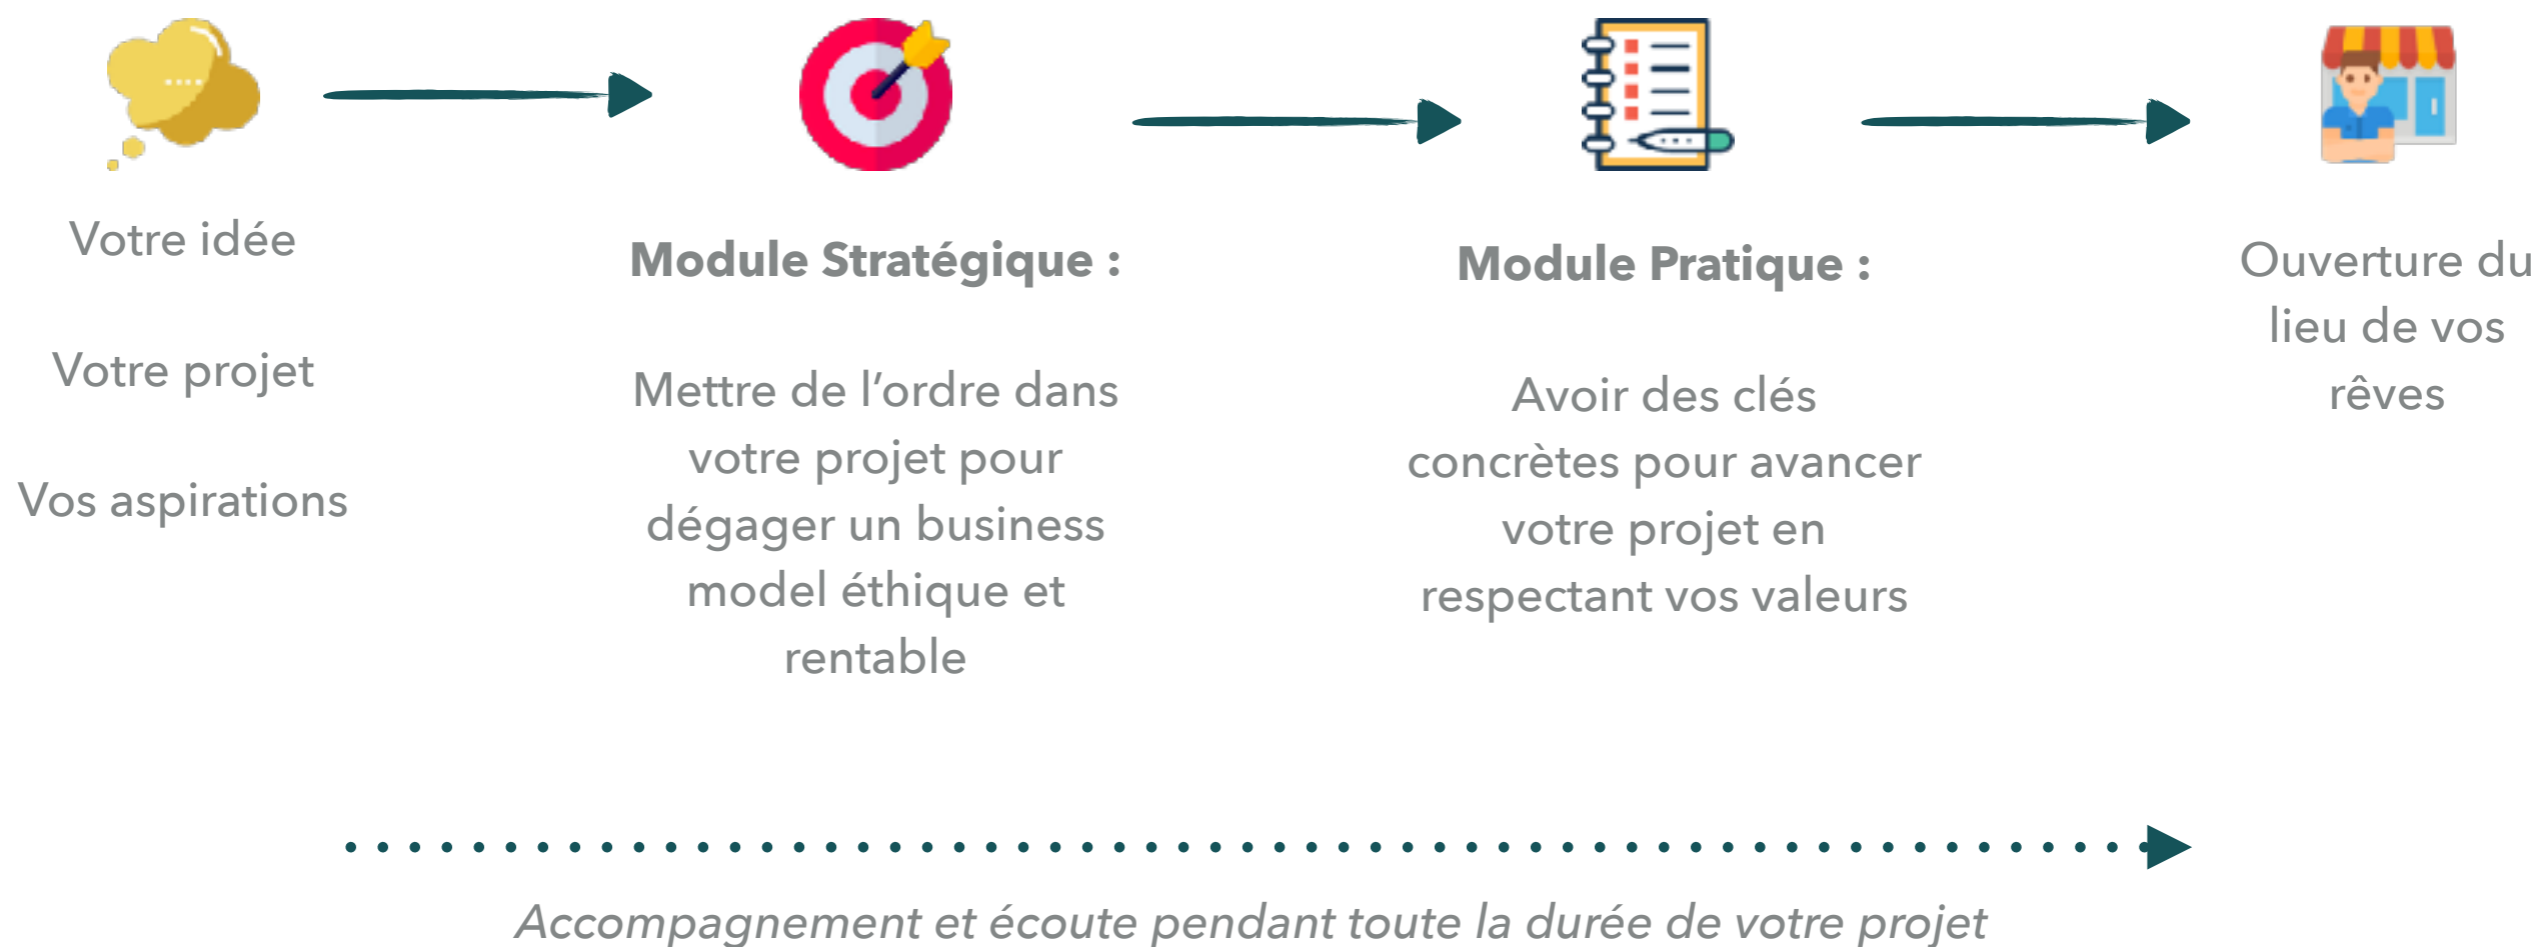 Votre idée
Votre projet
Vos aspirations
Module Stratégique :
Mettre de l’ordre dans
votre projet pour
dégager un business
model éthique et
rentable
Module Pratique :
Avoir des clés
concrètes pour avancer
votre projet en
respectant vos valeurs
Ouverture du
lieu de vos
rêves
Accompagnement et écoute pendant toute la durée de votre projet